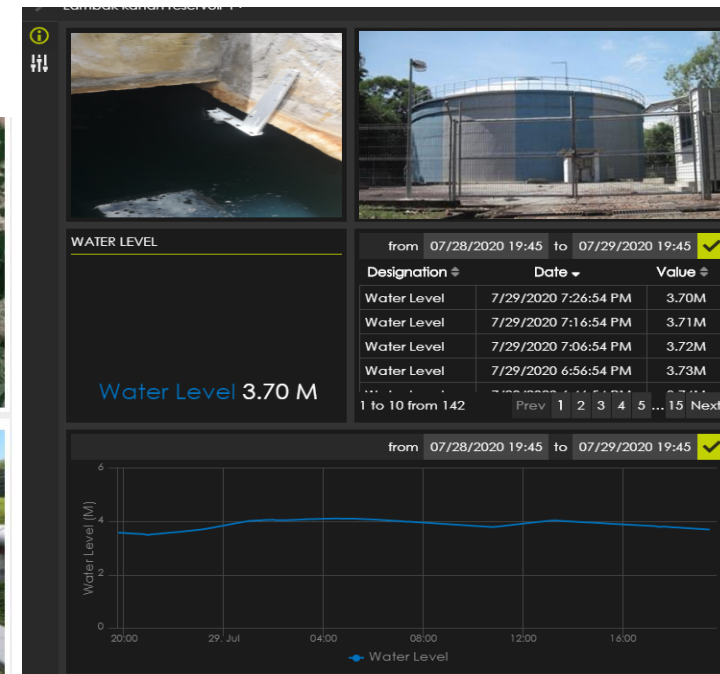 WATER LEVEL
Water Level 3.70 M
from 07/28/2020 19:45 to 07/29/2020 19:45
Designation Date Value
Water Level 7/29/2020 7:26:54 PM 3.70M
Water Level 7/29/2020 7:16:54 PM 3.71M
Water Level 7/29/2020 7:06:54 PM 3.72M
Water Level 7/29/2020 6:56:54 PM 3.73M
1 to 10 from 142 Prev 1 2 3 4 5 ... 15 Next
from 07/28/2020 19:45 to 07/29/2020 19:45
Water Level (M)
6
4
2
0
20:00 29. Jul 04:00 08:00 12:00 16:00
Water Level